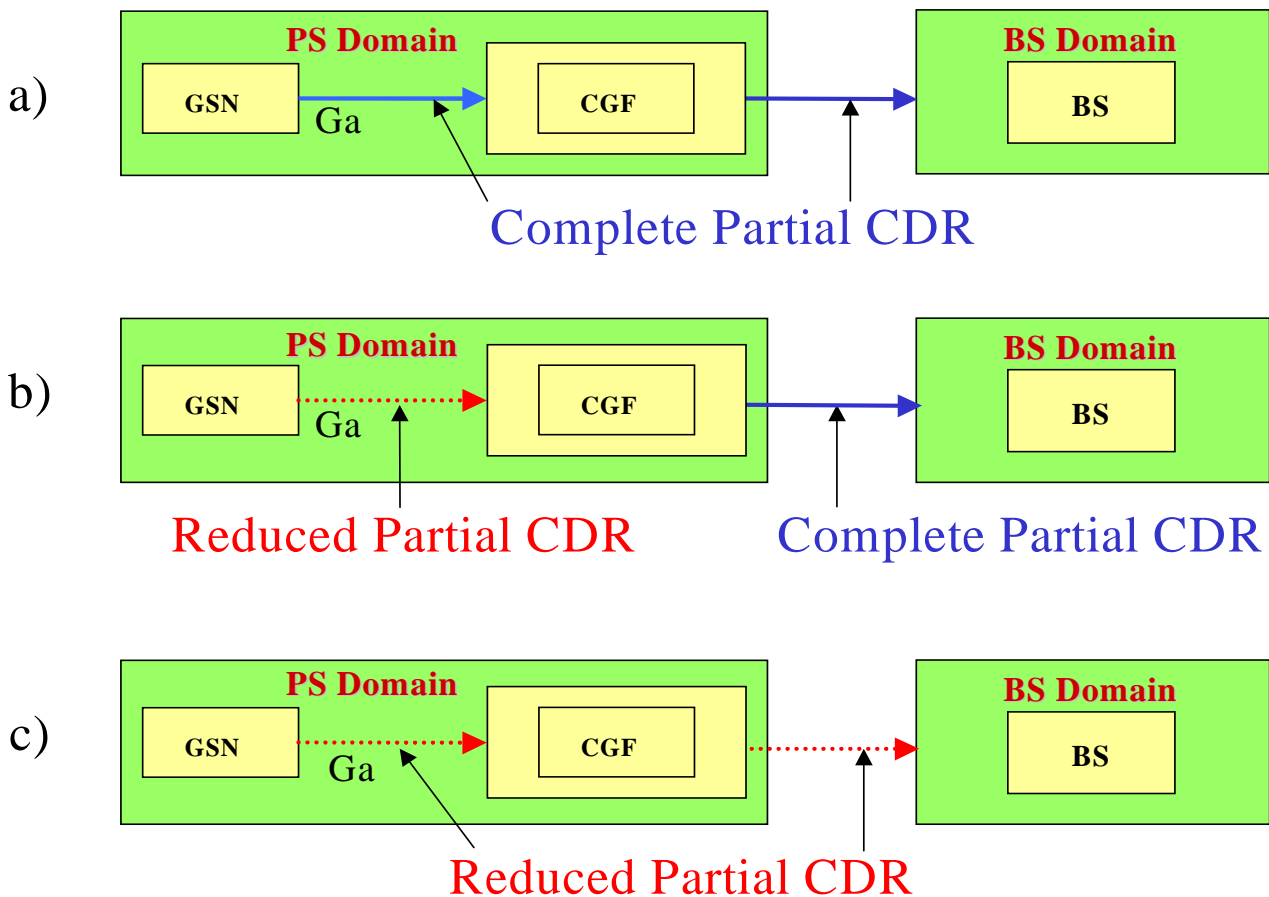 a)
PS Domain
GSN
Ga
CGF
BS Domain
BS
Complete Partial CDR
b)
PS Domain
GSN
Ga
CGF
BS Domain
BS
Reduced Partial CDR
Complete Partial CDR
c)
PS Domain
GSN
Ga
CGF
BS Domain
BS
Reduced Partial CDR